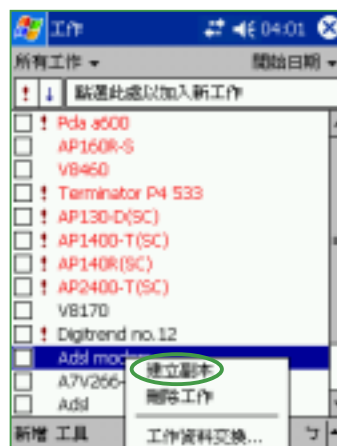 工作 04:01
所有工作 開始日期
! ↓ 點選此處以加入新工作
! Pda a600
AP160R-S
V8460
! Terminator P4 533
! AP130-D(SC)
! AP1400-T(SC)
! AP140R(SC)
! AP2400-T(SC)
V8170
! Digitrend no.12
Adsl
建立副本
A7V266-
刪除工作
Adsl
新增 工具
工作資料交換...
ㄅ